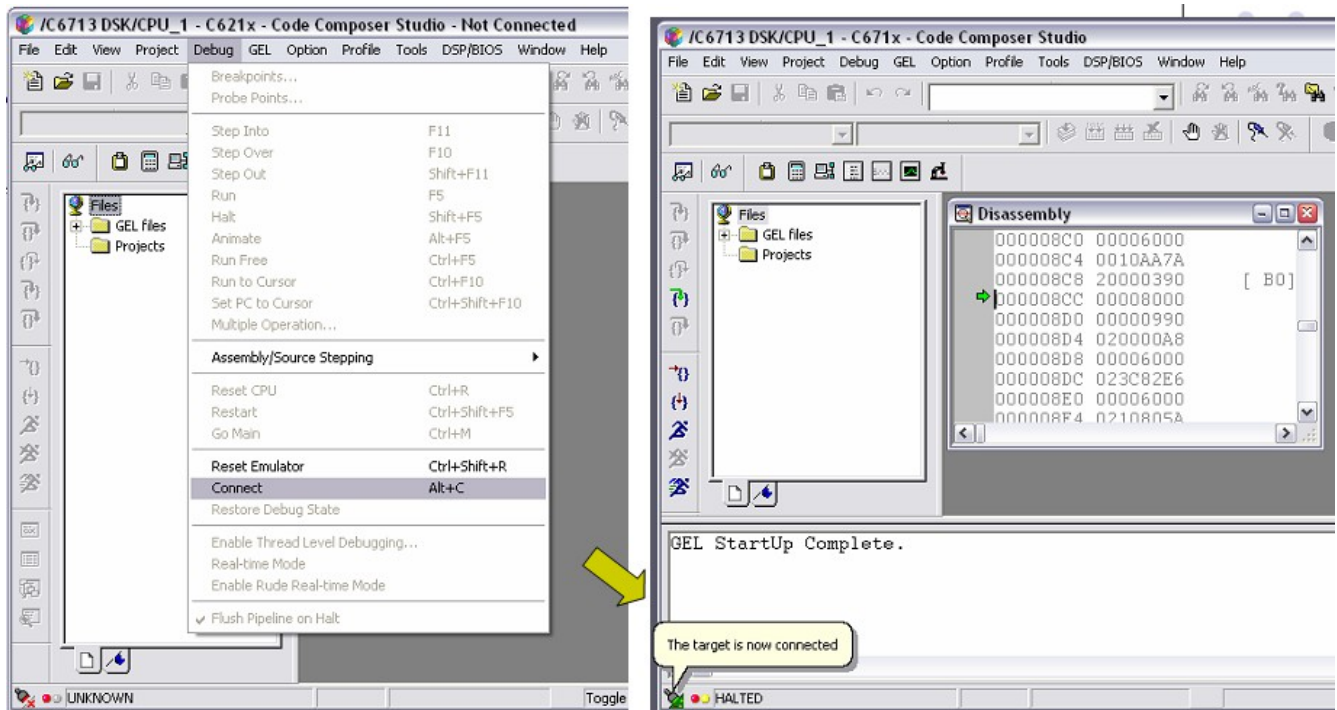 /C6713 DSK/CPU_1 - C621x - Code Composer Studio - Not Connected
File Edit View Project Debug GEL Option Profile Tools DSP/BIOS Window Help
Breakpoints...
Probe Points...
Step Into F11
Step Over F10
Step Out Shift+F11
Run F5
Halt Shift+F5
Animate Alt+F5
Run Free Ctrl+F5
Run to Cursor Ctrl+F10
Set PC to Cursor Ctrl+Shift+F10
Multiple Operation...
Assembly/Source Stepping
Reset CPU Ctrl+R
Restart Ctrl+Shift+F5
Go Main Ctrl+M
Reset Emulator Ctrl+Shift+R
Connect Alt+C
Restore Debug State
Enable Thread Level Debugging...
Real-time Mode
Enable Rude Real-time Mode
Flush Pipeline on Halt
Files
GEL files
Projects
UNKNOWN
Toggle
/C6713 DSK/CPU_1 - C671x - Code Composer Studio
File Edit View Project Debug GEL Option Profile Tools DSP/BIOS Window Help
Files
GEL files
Projects
Disassembly
000008C0 00006000
000008C4 0010AA7A
000008C8 20000390 [ B0]
000008CC 00008000
000008D0 00000990
000008D4 020000A8
000008D8 00006000
000008DC 023C82E6
000008E0 00006000
000008E4 0210805A
GEL StartUp Complete.
The target is now connected
HALTED